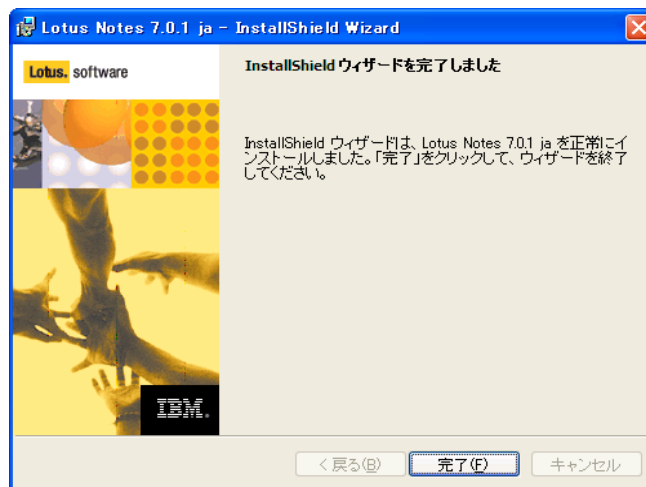 Lotus Notes 7.0.1 ja - InstallShield Wizard
Lotus. software
InstallShield ウィザードを完了しました
InstallShield ウィザードは、Lotus Notes 7.0.1 ja を正常にイ
ンストールしました。「完了」をクリックして、ウィザードを終了
してください。
IBM.
< 戻る(B)
完了(F)
キャンセル